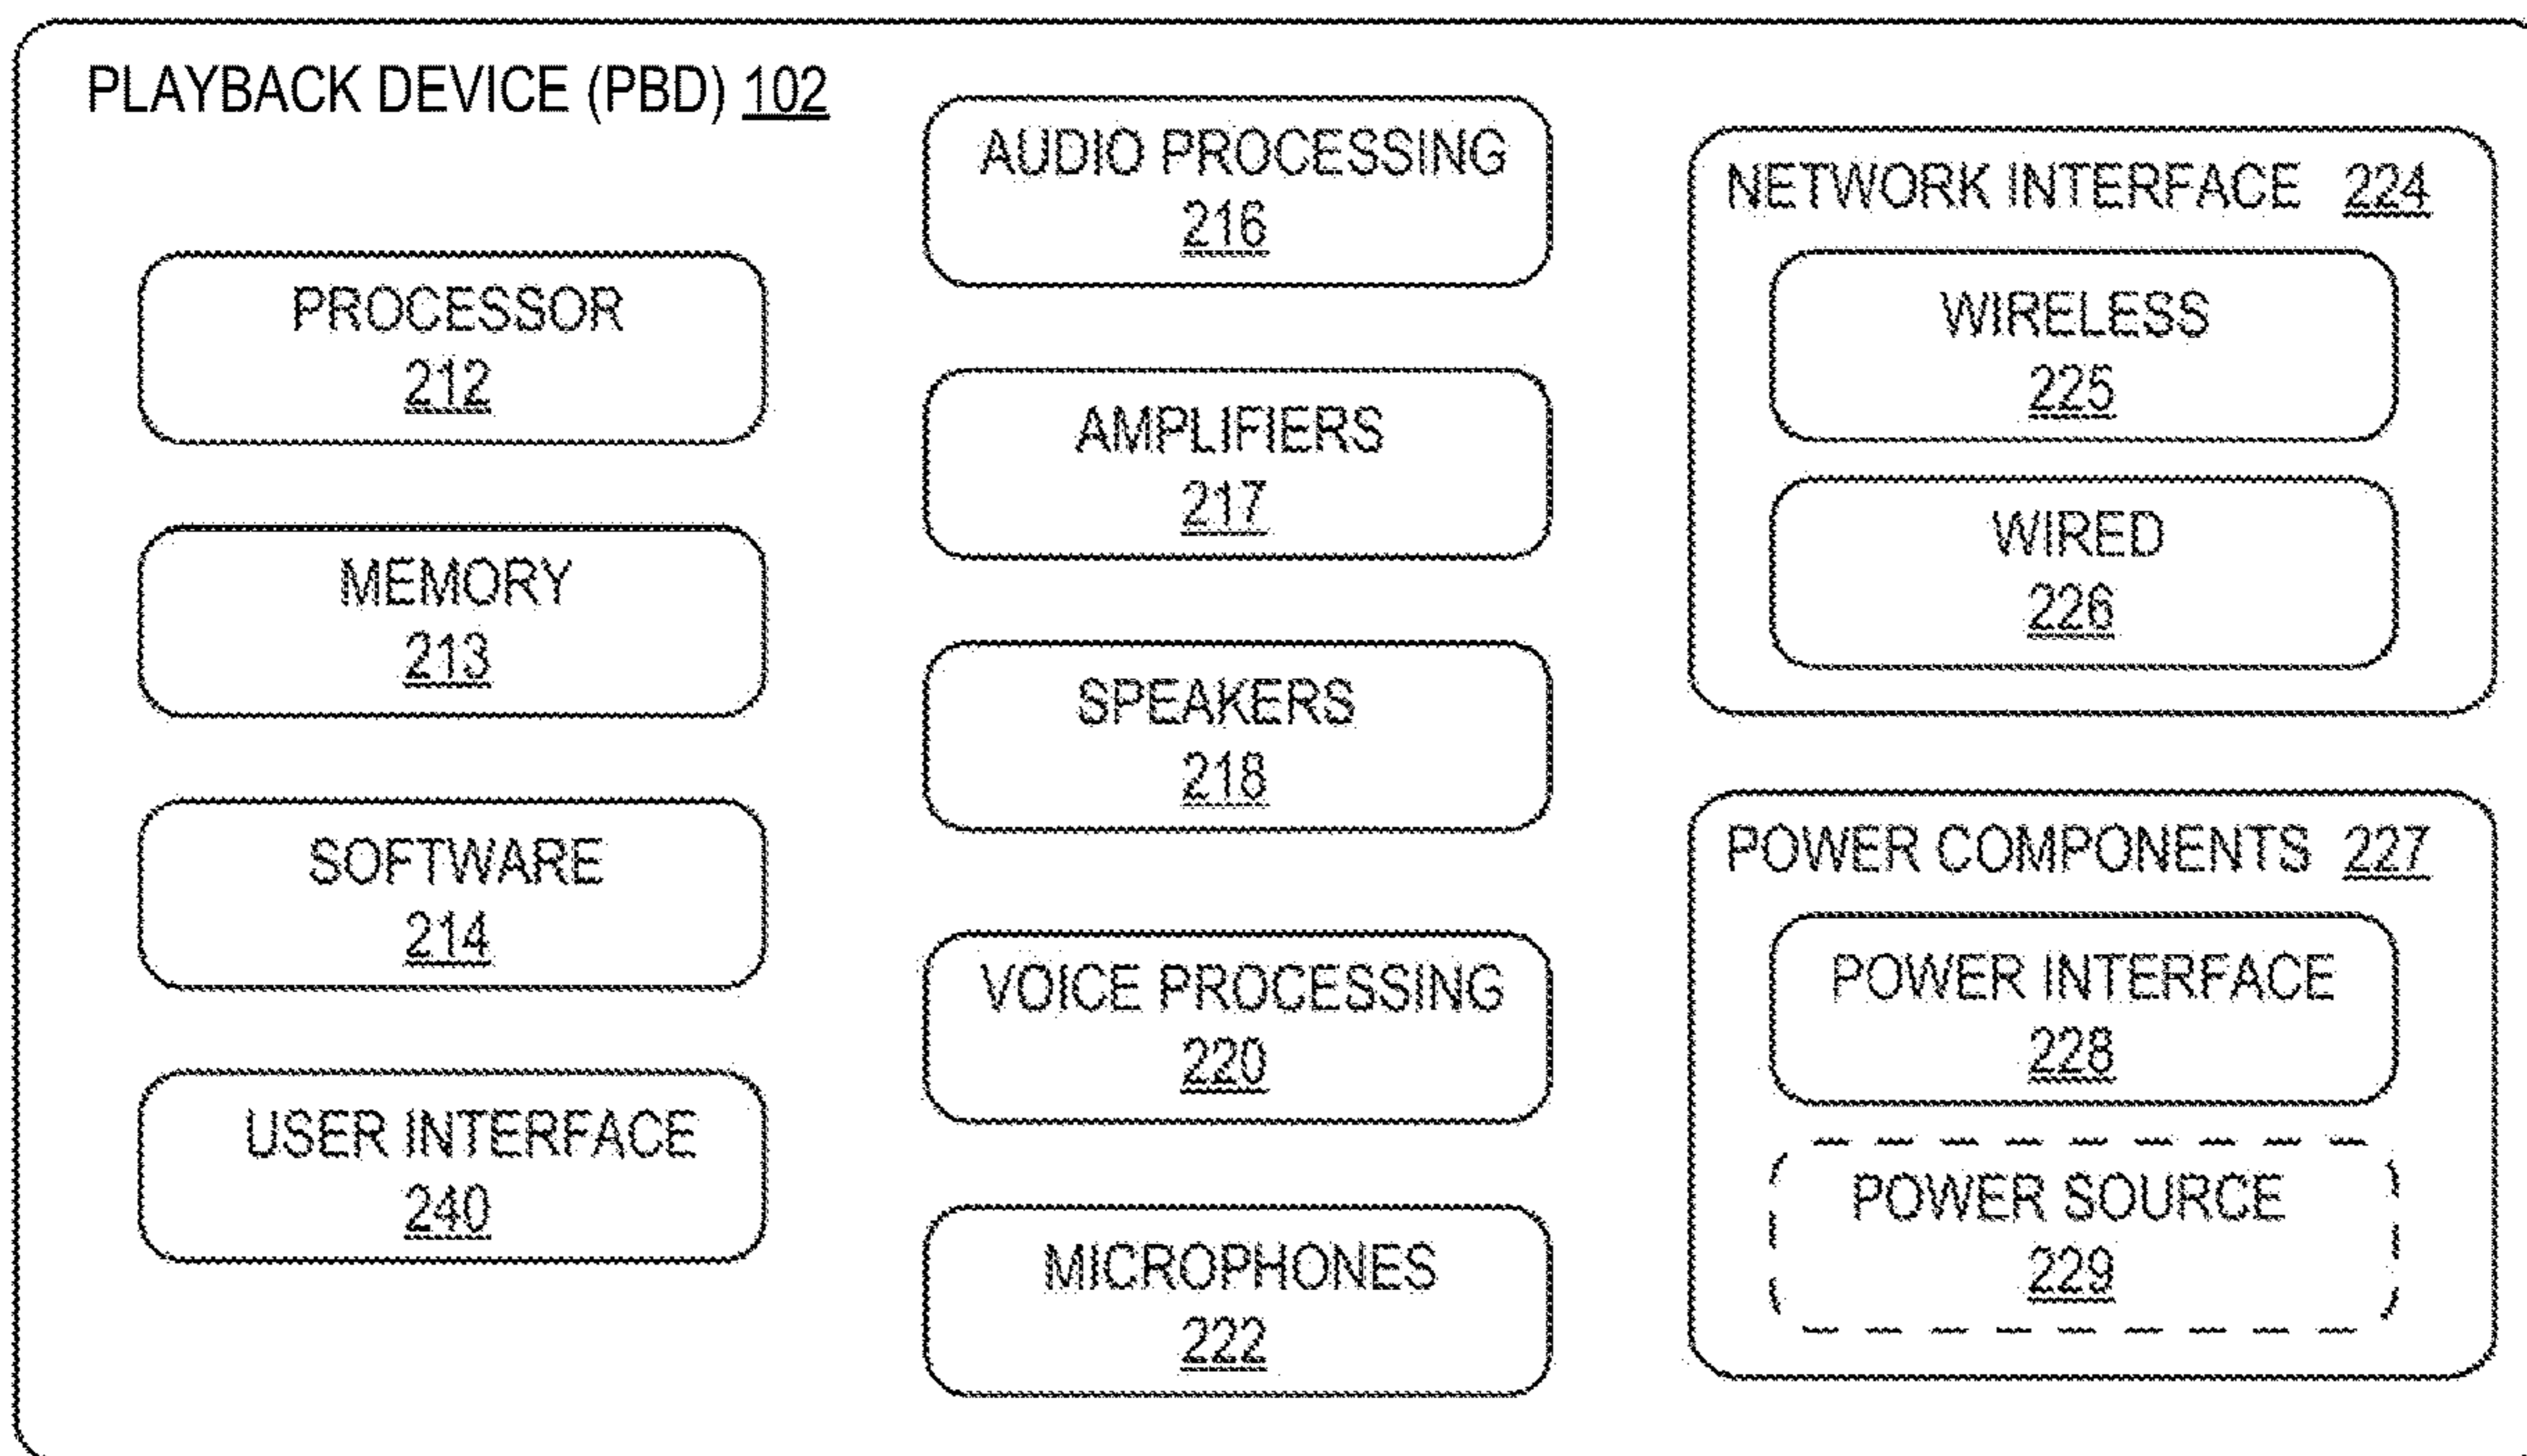 PLAYBACK DEVICE (PBD) 102
PROCESSOR
212
MEMORY
213
SOFTWARE
214
USER INTERFACE
240
AUDIO PROCESSING
216
AMPLIFIERS
217
SPEAKERS
218
VOICE PROCESSING
220
MICROPHONES
222
NETWORK INTERFACE 224
WIRELESS
225
WIRED
226
POWER COMPONENTS 227
POWER INTERFACE
228
POWER SOURCE
229